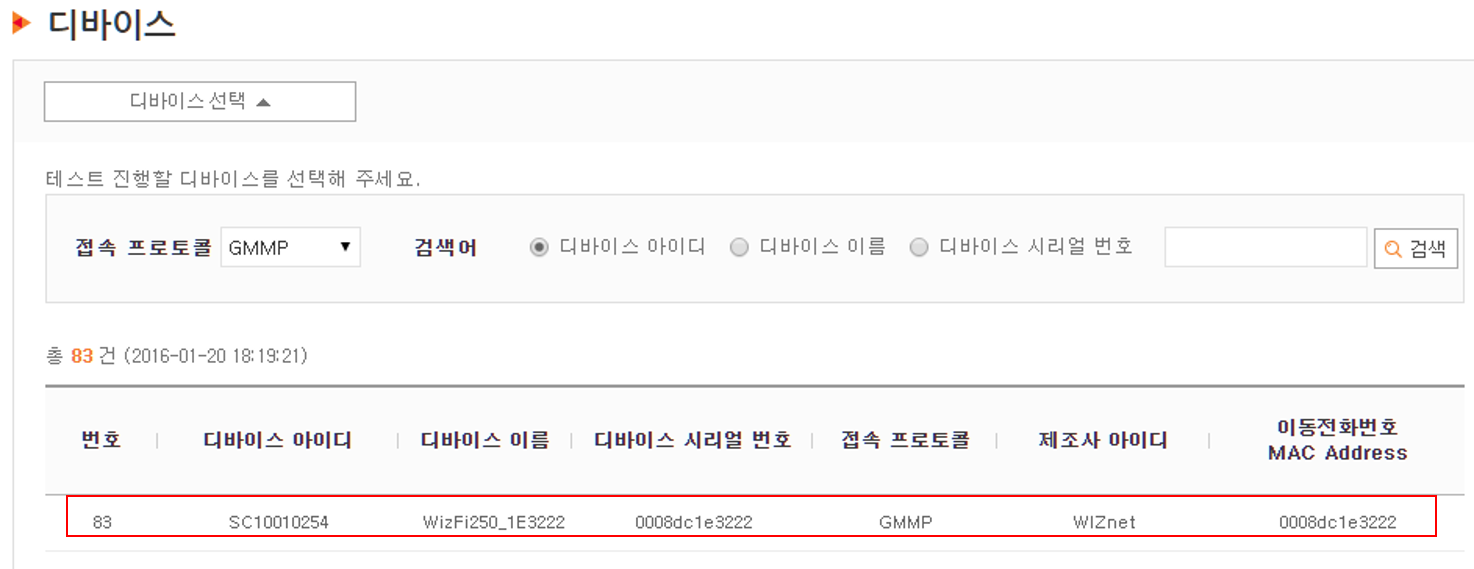 디바이스
디바이스 선택 ▲
테스트 진행할 디바이스를 선택해 주세요.
접속 프로토콜 GMMP ▼ 검색어 디바이스 아이디 디바이스 이름 디바이스 시리얼 번호 검색
총 83 건 (2016-01-20 18:19:21)
번호 | 디바이스 아이디 | 디바이스 이름 | 디바이스 시리얼 번호 | 접속 프로토콜 | 제조사 아이디 | 이동전화번호
MAC Address
83 SC10010254 WizFi250_1E3222 0008dc1e3222 GMMP WIZnet 0008dc1e3222